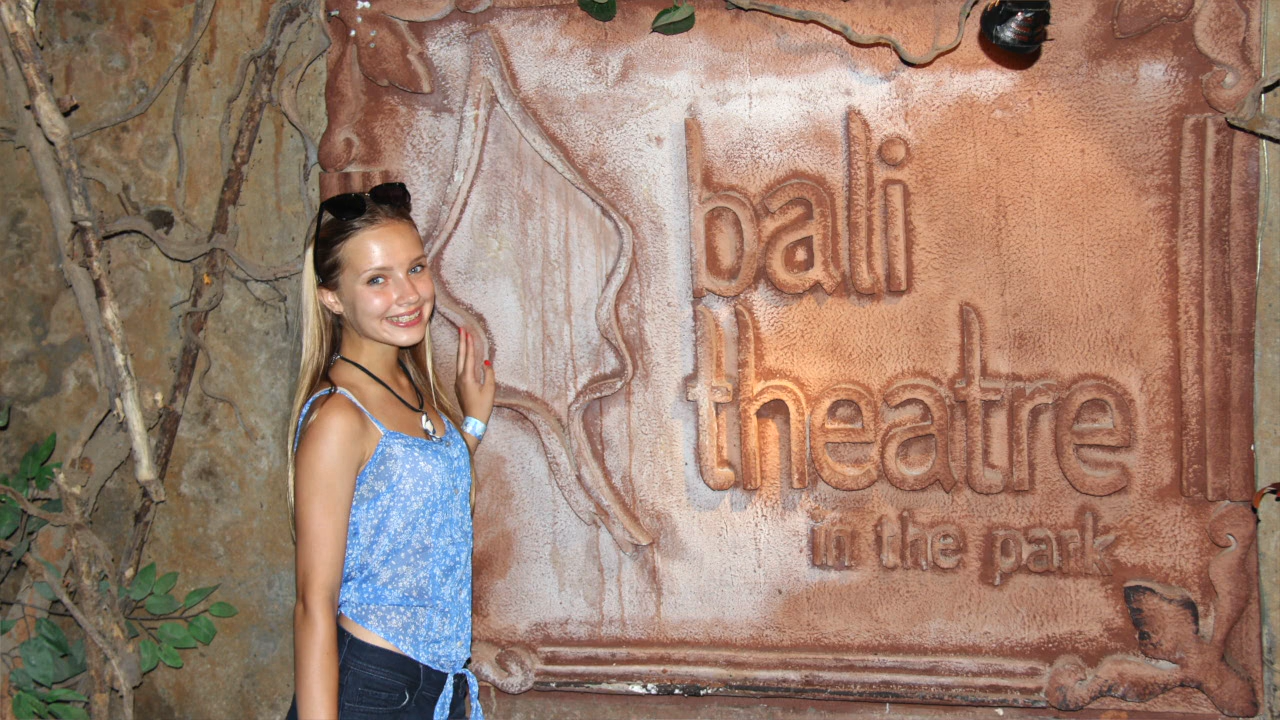 bali
theatre
in the park